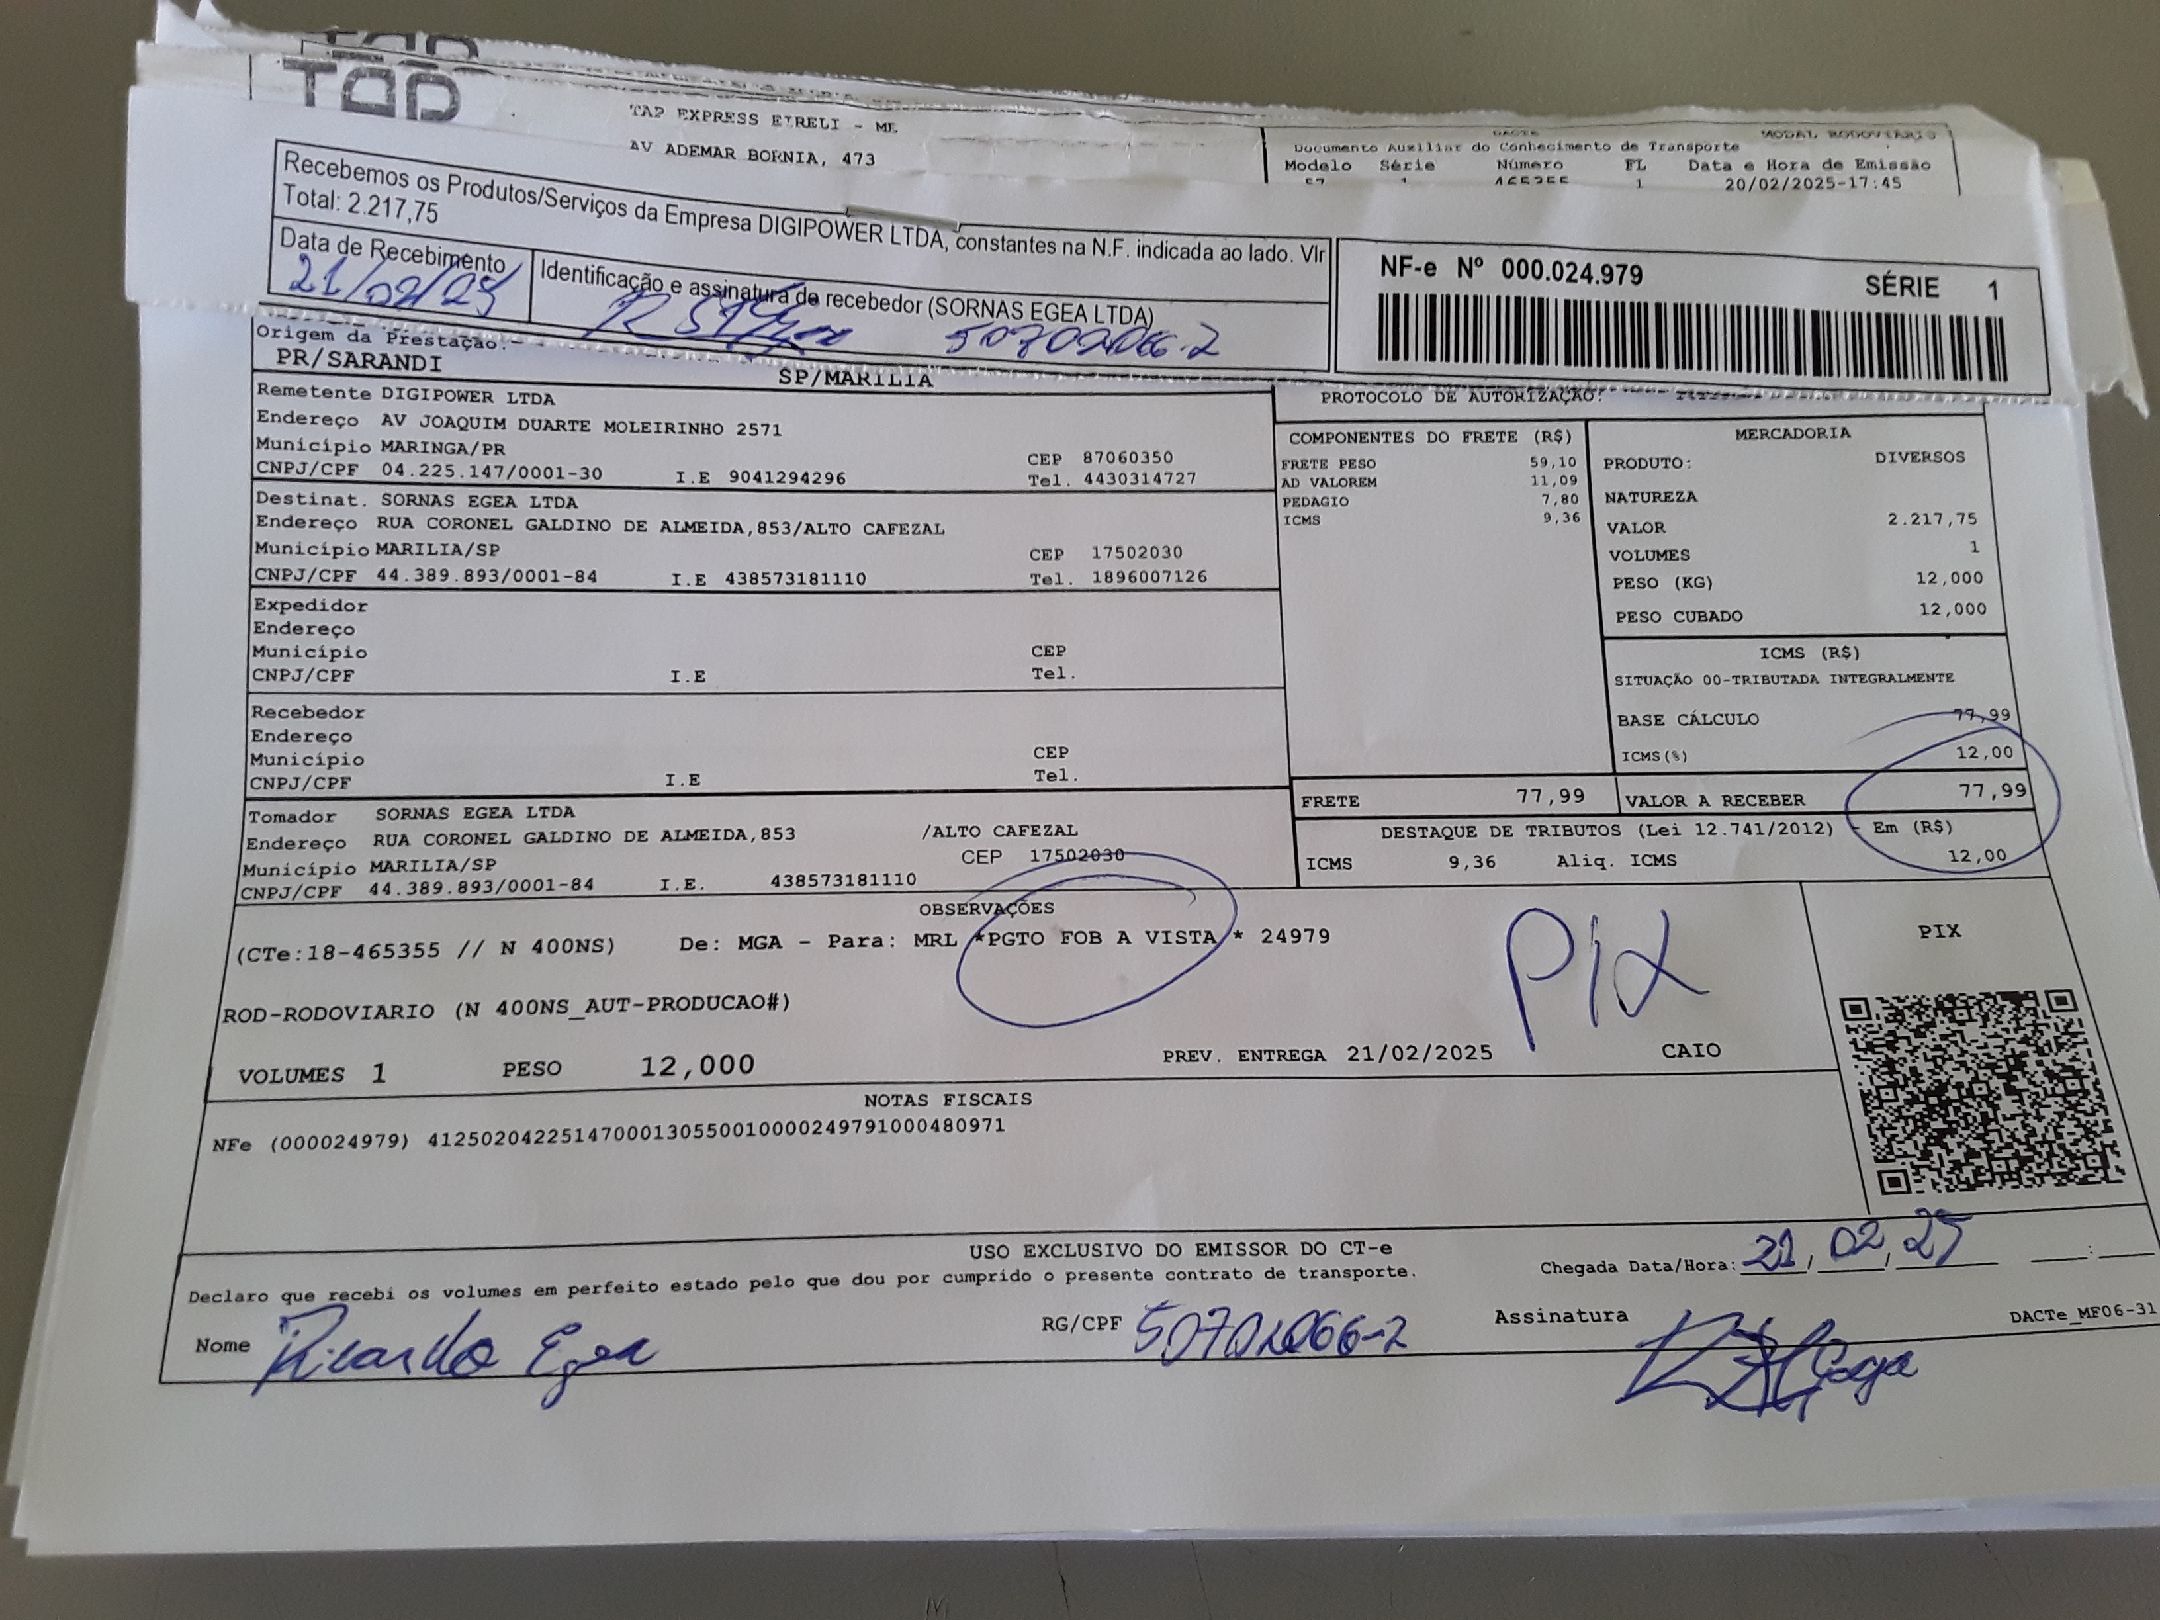 TAP
TAP EXPRESS EIRELI - ME
AV ADEMAR BORNIA, 473
DACTE MODAL RODOVIÁRIO
Documento Auxiliar do Conhecimento de Transporte
Modelo Série Número FL Data e Hora de Emissão
57 1 465355 1 20/02/2025-17:45
Recebemos os Produtos/Serviços da Empresa DIGIPOWER LTDA, constantes na N.F. indicada ao lado. Vlr
Total: 2.217,75
Data de Recebimento
21/02/25
Identificação e assinatura do recebedor (SORNAS EGEA LTDA)
50702066-2
NF-e Nº 000.024.979 SÉRIE 1
Origem da Prestação:
PR/SARANDI
SP/MARILIA
PROTOCOLO DE AUTORIZAÇÃO:
Remetente DIGIPOWER LTDA
Endereço AV JOAQUIM DUARTE MOLEIRINHO 2571
Município MARINGA/PR CEP 87060350
CNPJ/CPF 04.225.147/0001-30 I.E 9041294296 Tel. 4430314727
Destinat. SORNAS EGEA LTDA
Endereço RUA CORONEL GALDINO DE ALMEIDA,853/ALTO CAFEZAL
Município MARILIA/SP CEP 17502030
CNPJ/CPF 44.389.893/0001-84 I.E 438573181110 Tel. 1896007126
Expedidor
Endereço
Município CEP
CNPJ/CPF I.E Tel.
Recebedor
Endereço
Município CEP
CNPJ/CPF I.E Tel.
Tomador SORNAS EGEA LTDA
Endereço RUA CORONEL GALDINO DE ALMEIDA,853 /ALTO CAFEZAL
Município MARILIA/SP CEP 17502030
CNPJ/CPF 44.389.893/0001-84 I.E. 438573181110
COMPONENTES DO FRETE (R$)
FRETE PESO 59,10
AD VALOREM 11,09
PEDAGIO 7,80
ICMS 9,36
MERCADORIA
PRODUTO: DIVERSOS
NATUREZA
VALOR 2.217,75
VOLUMES 1
PESO (KG) 12,000
PESO CUBADO 12,000
ICMS (R$)
SITUAÇÃO 00-TRIBUTADA INTEGRALMENTE
BASE CÁLCULO 77,99
ICMS(%) 12,00
FRETE 77,99 VALOR A RECEBER 77,99
DESTAQUE DE TRIBUTOS (Lei 12.741/2012) - Em (R$)
ICMS 9,36 Aliq. ICMS 12,00
OBSERVAÇÕES
(CTe:18-465355 // N 400NS) De: MGA - Para: MRL *PGTO FOB A VISTA * 24979
PIX
PIX
ROD-RODOVIARIO (N 400NS_AUT-PRODUCAO#)
VOLUMES 1 PESO 12,000 PREV. ENTREGA 21/02/2025 CAIO
NOTAS FISCAIS
NFe (000024979) 41250204225147000130550010000249791000480971
USO EXCLUSIVO DO EMISSOR DO CT-e
Declaro que recebi os volumes em perfeito estado pelo que dou por cumprido o presente contrato de transporte.
Chegada Data/Hora: 21/02/25 __:__
Nome Ricardo Egea RG/CPF 50702066-2 Assinatura
DACTe_MF06-31